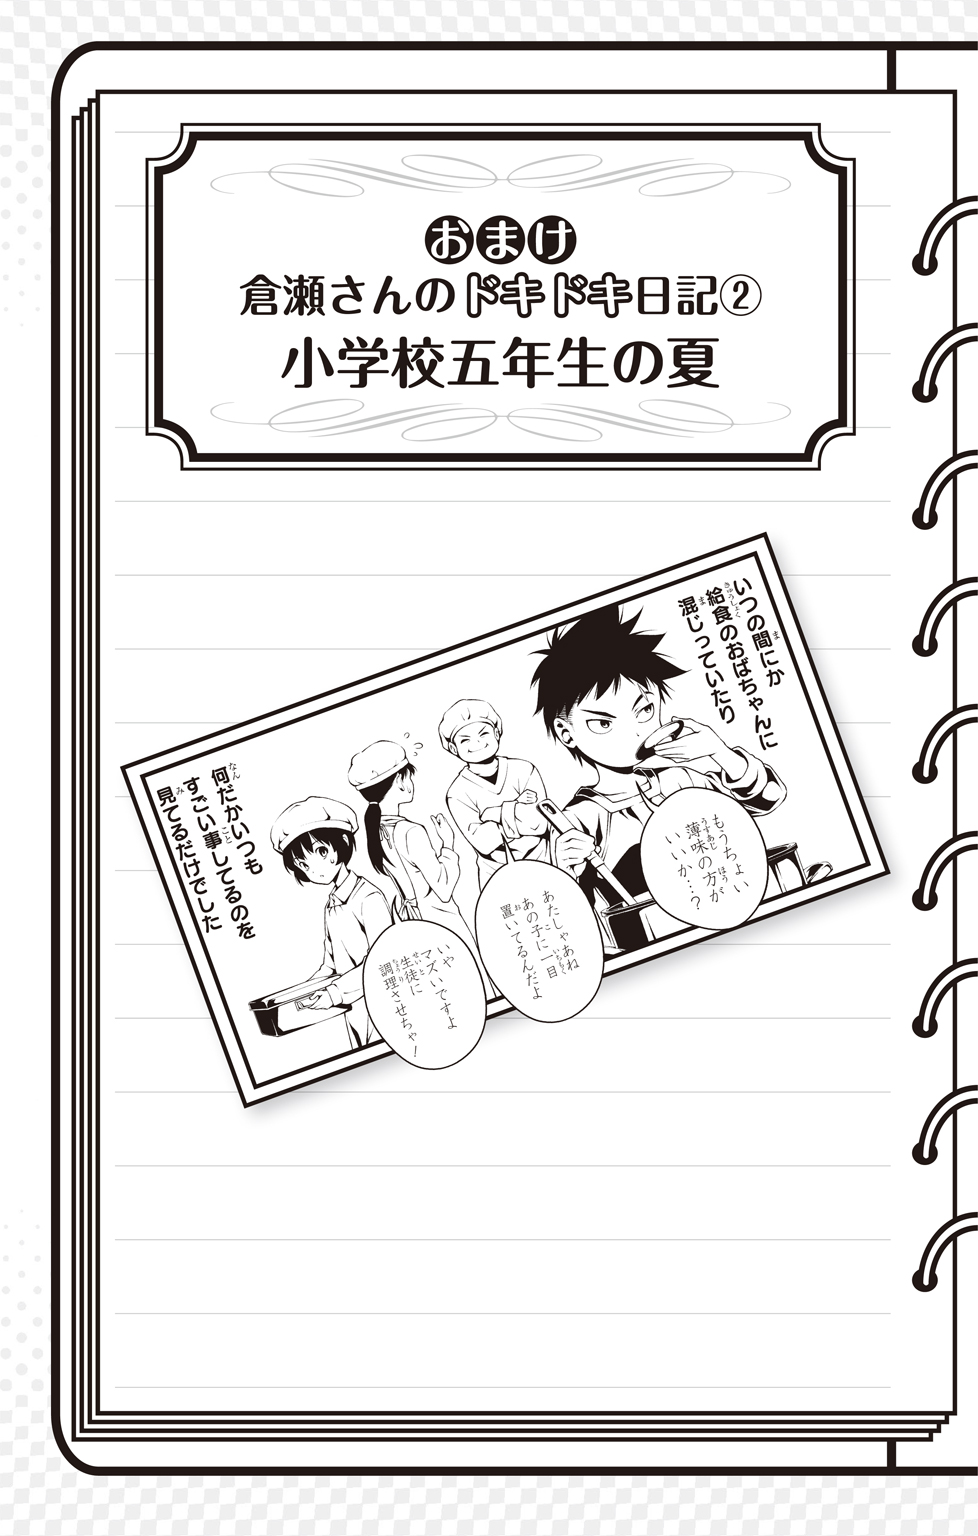 おまけ
倉瀬さんのドキドキ日記②
小学校五年生の夏
いつの間にか
給食のおばちゃんに
混じっていたり
もうちょい
薄味の方が
いいか…?
あたしゃあね
あの子に一目
置いてるんだよ
いやいですよ
マズいですよ
生徒に
調理させちゃ!
何だかいつも
すごい事してるのを
見てるだけでした